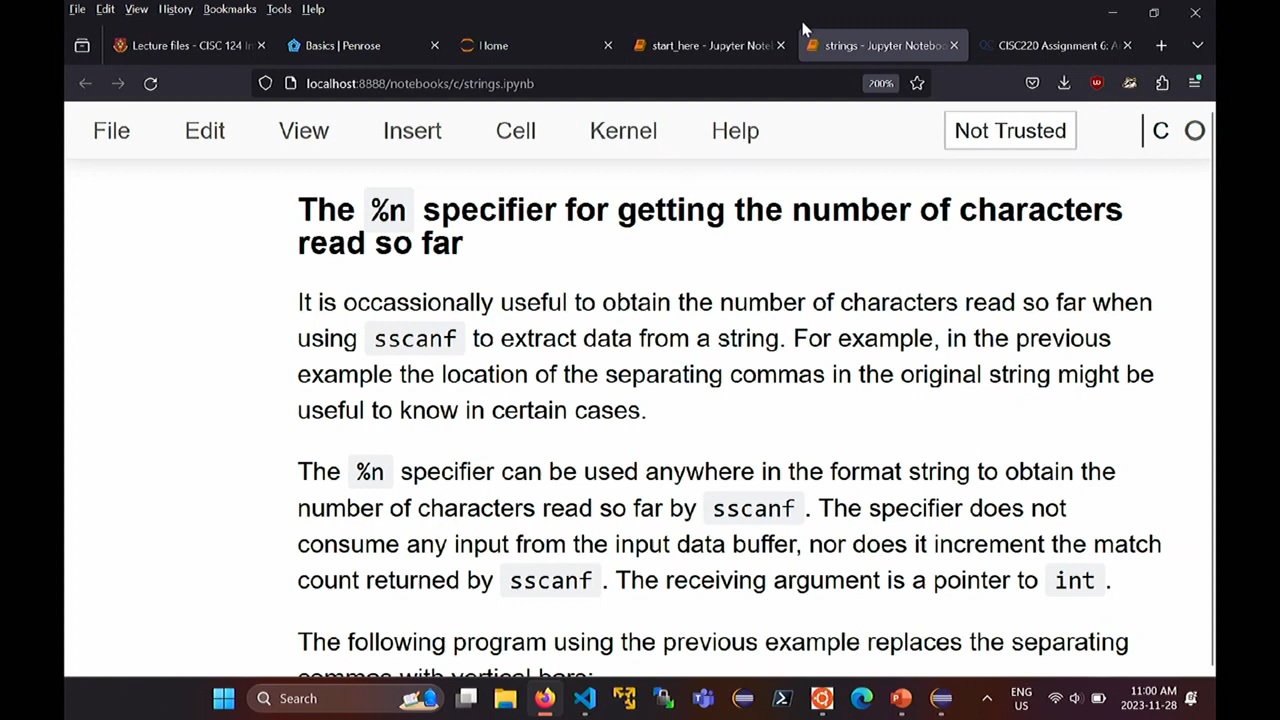 File Edit View History Bookmarks Tools Help
Lecture files - CISC 124 In
Basics | Penrose
Home
start_here - Jupyter Notel
strings - Jupyter Noteboo
CISC220 Assignment 6: A
localhost:8888/notebooks/c/strings.ipynb
200%
File Edit View Insert Cell Kernel Help Not Trusted C
The %n specifier for getting the number of characters
read so far
It is occassionally useful to obtain the number of characters read so far when
using sscanf to extract data from a string. For example, in the previous
example the location of the separating commas in the original string might be
useful to know in certain cases.
The %n specifier can be used anywhere in the format string to obtain the
number of characters read so far by sscanf . The specifier does not
consume any input from the input data buffer, nor does it increment the match
count returned by sscanf . The receiving argument is a pointer to int .
The following program using the previous example replaces the separating
commas with vertical bars:
Search
ENG
US
11:00 AM
2023-11-28